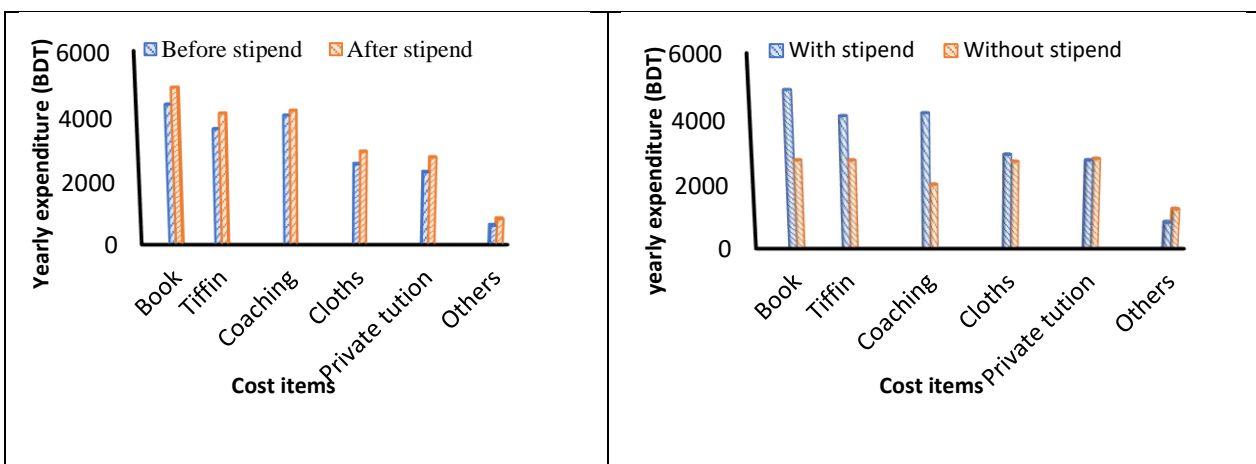 Yearly expenditure (BDT)
6000
4000
2000
0
Before stipend After stipend
Book
Tiffin
Coaching
Cloths
Private tution
Others
Cost items
yearly expenditure (BDT)
6000
4000
2000
0
With stipend Without stipend
Book
Tiffin
Coaching
Cloths
Private tution
Others
Cost items